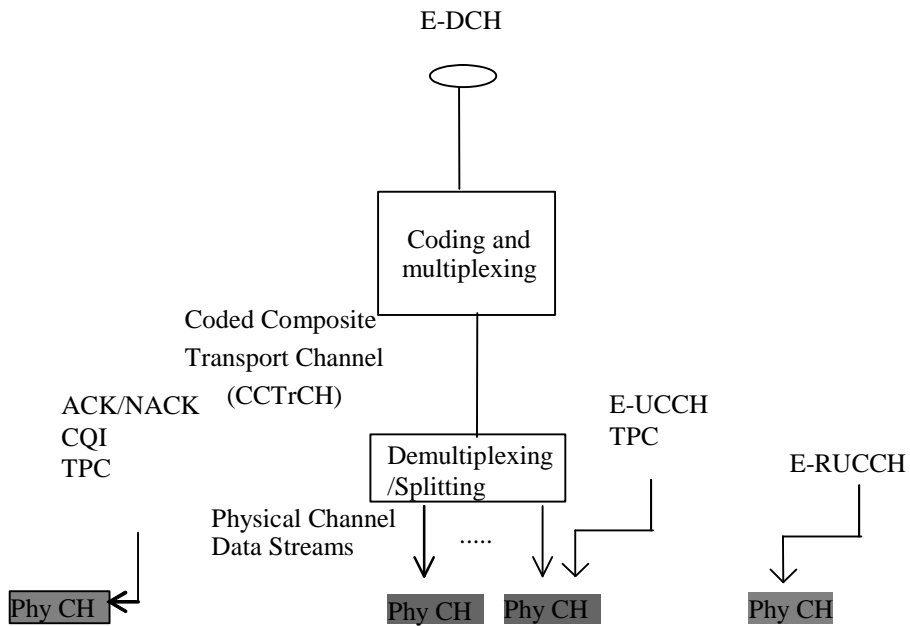 E-DCH
Coding and
multiplexing
Coded Composite
Transport Channel
(CCTrCH)
ACK/NACK
CQI
TPC
E-UCCH
TPC
E-RUCCH
Demultiplexing
/Splitting
Physical Channel
Data Streams
.....
Phy CH
Phy CH
Phy CH
Phy CH